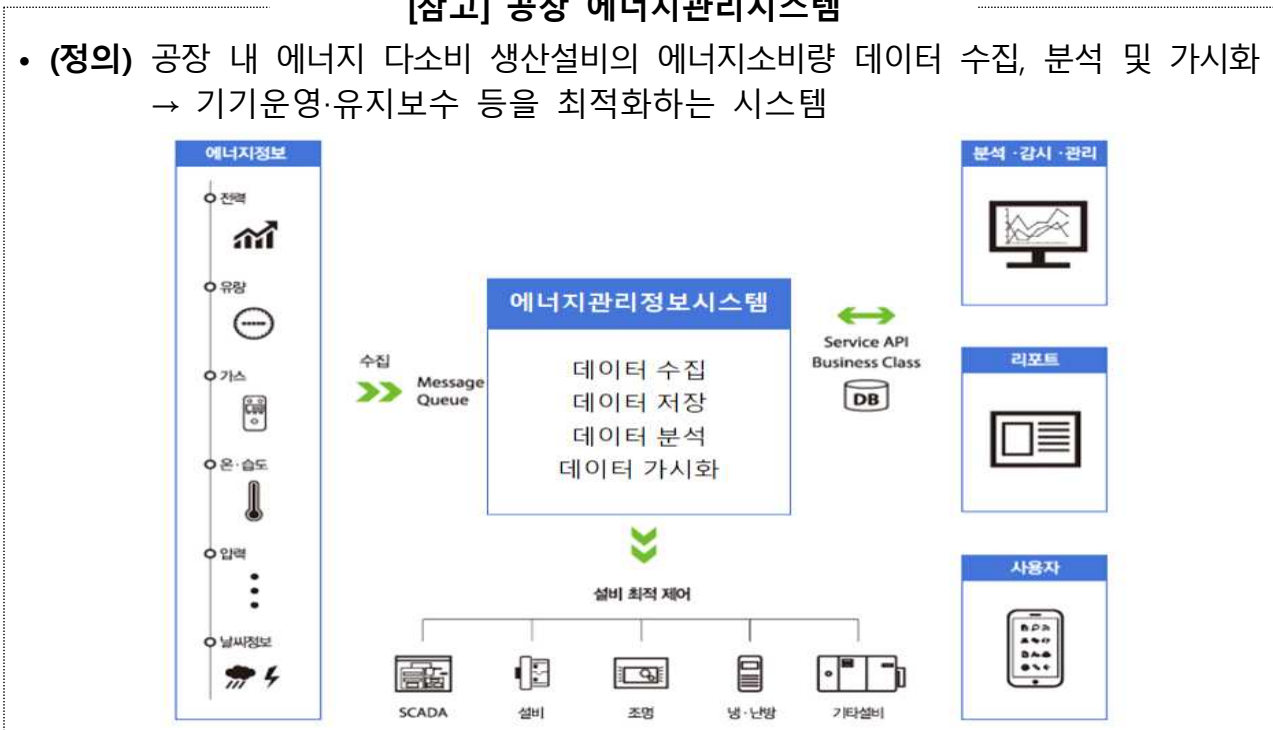 [참고] 공장 에너지관리시스템
• (정의) 공장 내 에너지 다소비 생산설비의 에너지소비량 데이터 수집, 분석 및 가시화
→ 기기운영·유지보수 등을 최적화하는 시스템
에너지정보
전력
유량
가스
온·습도
압력
날씨정보
수집
Message
Queue
에너지관리정보시스템
데이터 수집
데이터 저장
데이터 분석
데이터 가시화
Service API
Business Class
DB
설비 최적 제어
SCADA
설비
조명
냉·난방
기타설비
분석·감시·관리
리포트
사용자